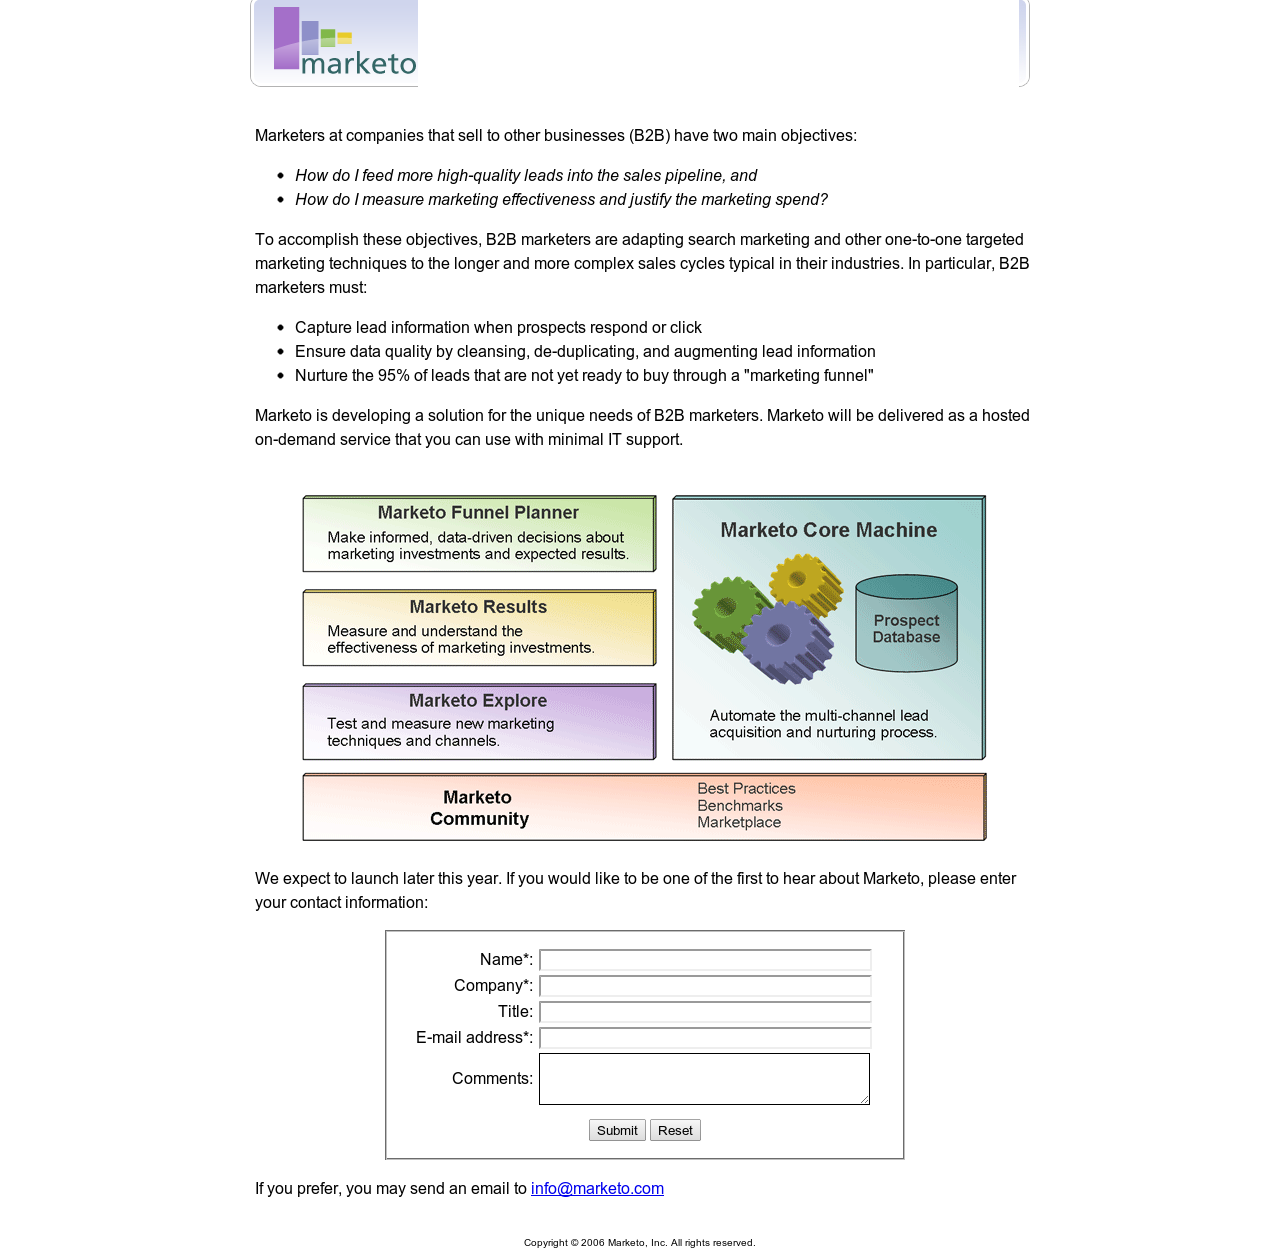 marketo
Marketers at companies that sell to other businesses (B2B) have two main objectives:
How do I feed more high-quality leads into the sales pipeline, and
How do I measure marketing effectiveness and justify the marketing spend?
To accomplish these objectives, B2B marketers are adapting search marketing and other one-to-one targeted
marketing techniques to the longer and more complex sales cycles typical in their industries. In particular, B2B
marketers must:
Capture lead information when prospects respond or click
Ensure data quality by cleansing, de-duplicating, and augmenting lead information
Nurture the 95% of leads that are not yet ready to buy through a "marketing funnel"
Marketo is developing a solution for the unique needs of B2B marketers. Marketo will be delivered as a hosted
on-demand service that you can use with minimal IT support.
Marketo Funnel Planner
Make informed, data-driven decisions about
marketing investments and expected results.
Marketo Results
Measure and understand the
effectiveness of marketing investments.
Marketo Explore
Test and measure new marketing
techniques and channels.
Marketo Core Machine
Prospect
Database
Automate the multi-channel lead
acquisition and nurturing process.
Marketo
Community
Best Practices
Benchmarks
Marketplace
We expect to launch later this year. If you would like to be one of the first to hear about Marketo, please enter
your contact information:
Name*:
Company*:
Title:
E-mail address*:
Comments:
Submit Reset
If you prefer, you may send an email to info@marketo.com
Copyright © 2006 Marketo, Inc. All rights reserved.